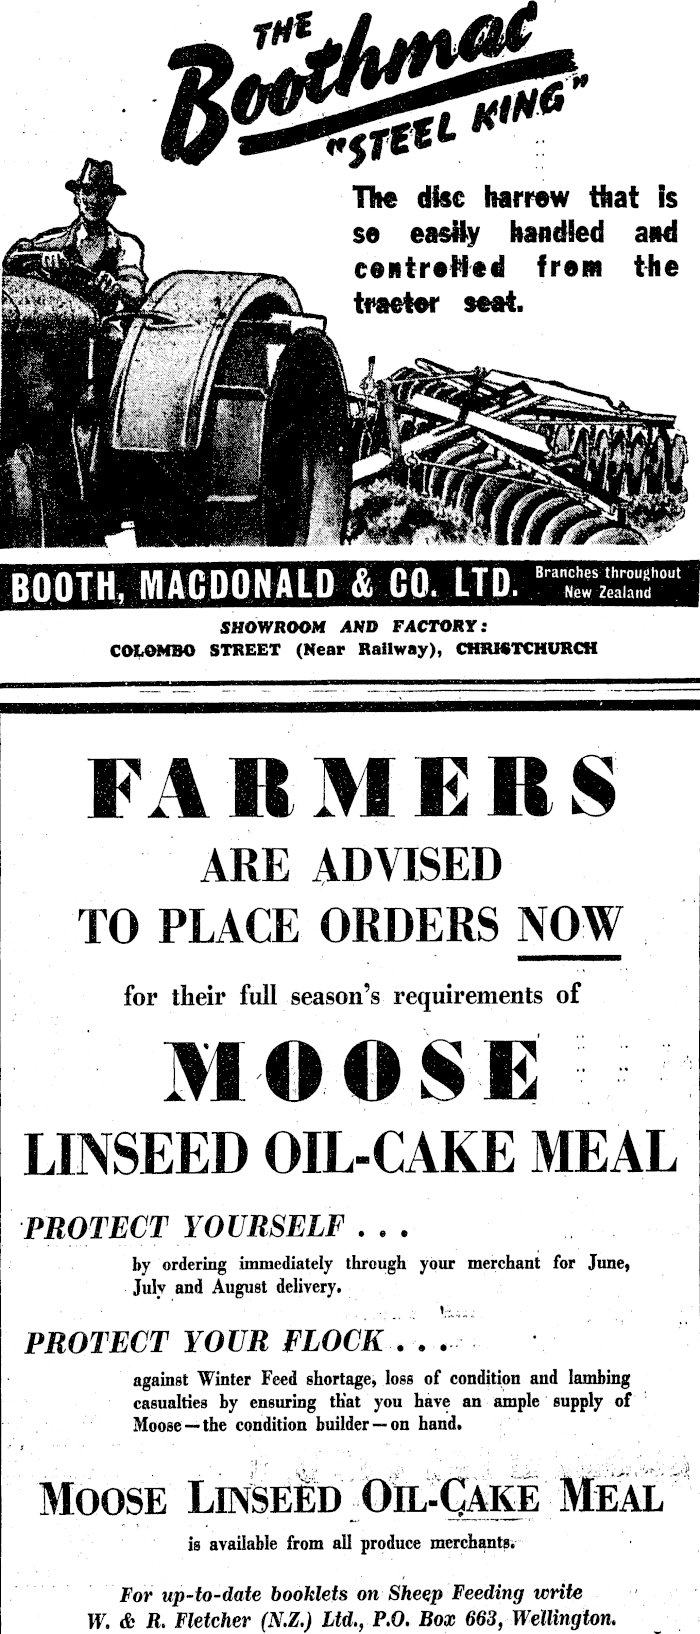 THE
Boothmac
"STEEL KING"
The disc harrow that is
so easily handled and
controlled from the
tractor seat.
BOOTH, MACDONALD & CO. LTD.
Branches throughout
New Zealand
SHOWROOM AND FACTORY:
COLOMBO STREET (Near Railway), CHRISTCHURCH
FARMERS
ARE ADVISED
TO PLACE ORDERS NOW
for their full season's requirements of
MOOSE
LINSEED OIL-CAKE MEAL
PROTECT YOURSELF . . .
by ordering immediately through your merchant for June,
July and August delivery.
PROTECT YOUR FLOCK . . .
against Winter Feed shortage, loss of condition and lambing
casualties by ensuring that you have an ample supply of
Moose—the condition builder—on hand.
MOOSE LINSEED OIL-CAKE MEAL
is available from all produce merchants.
For up-to-date booklets on Sheep Feeding write
W. & R. Fletcher (N.Z.) Ltd., P.O. Box 663, Wellington.